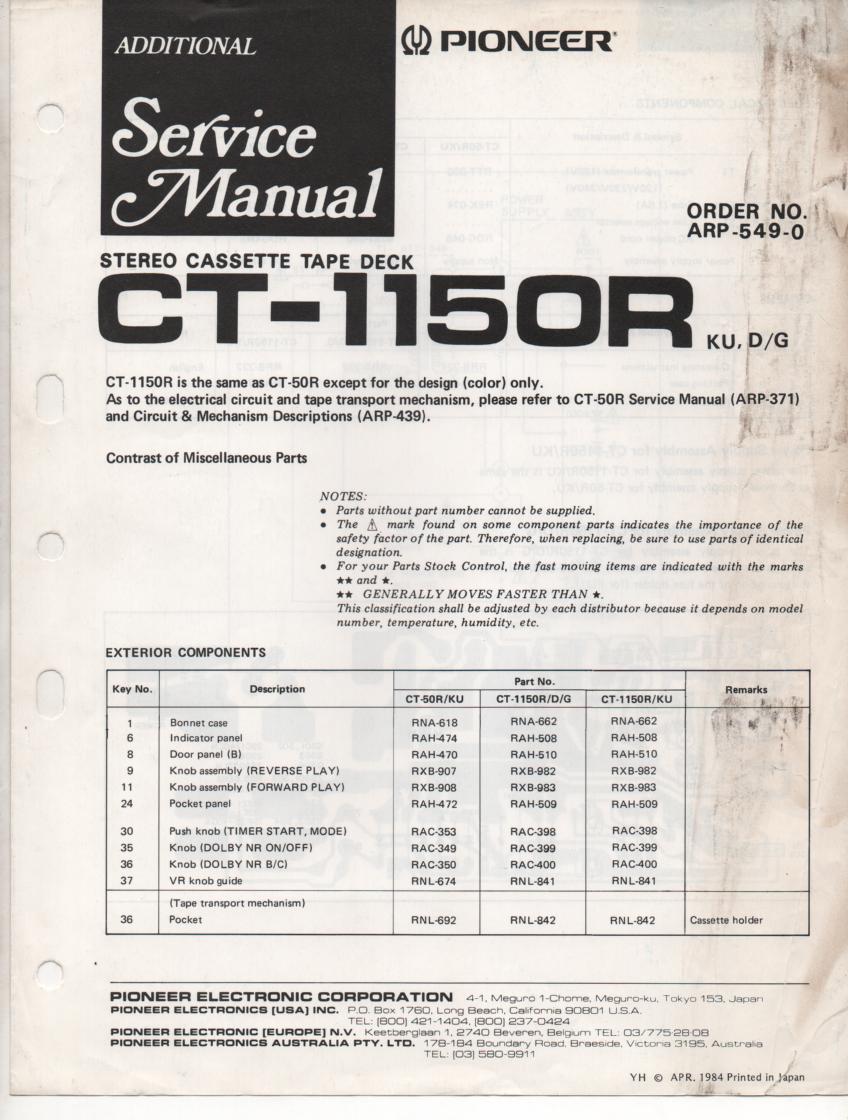 ADDITIONAL
PIONEER
Service
Manual
ORDER NO.
ARP-549-0
STEREO CASSETTE TAPE DECK
CT-1150R KU, D/G
CT-1150R is the same as CT-50R except for the design (color) only.
As to the electrical circuit and tape transport mechanism, please refer to CT-50R Service Manual (ARP-371)
and Circuit & Mechanism Descriptions (ARP-439).
Contrast of Miscellaneous Parts
NOTES:
● Parts without part number cannot be supplied.
● The ⚠ mark found on some component parts indicates the importance of the
safety factor of the part. Therefore, when replacing, be sure to use parts of identical
designation.
● For your Parts Stock Control, the fast moving items are indicated with the marks
★★ and ★.
★★ GENERALLY MOVES FASTER THAN ★.
This classification shall be adjusted by each distributor because it depends on model
number, temperature, humidity, etc.
EXTERIOR COMPONENTS
Key No. Description Part No. Remarks
CT-50R/KU CT-1150R/D/G CT-1150R/KU
1 Bonnet case RNA-618 RNA-662 RNA-662
6 Indicator panel RAH-474 RAH-508 RAH-508
8 Door panel (B) RAH-470 RAH-510 RAH-510
9 Knob assembly (REVERSE PLAY) RXB-907 RXB-982 RXB-982
11 Knob assembly (FORWARD PLAY) RXB-908 RXB-983 RXB-983
24 Pocket panel RAH-472 RAH-509 RAH-509
30 Push knob (TIMER START, MODE) RAC-353 RAC-398 RAC-398
35 Knob (DOLBY NR ON/OFF) RAC-349 RAC-399 RAC-399
36 Knob (DOLBY NR B/C) RAC-350 RAC-400 RAC-400
37 VR knob guide RNL-674 RNL-841 RNL-841
(Tape transport mechanism)
36 Pocket RNL-692 RNL-842 RNL-842 Cassette holder
PIONEER ELECTRONIC CORPORATION 4-1, Meguro 1-Chome, Meguro-ku, Tokyo 153, Japan
PIONEER ELECTRONICS [USA] INC. P.O. Box 1760, Long Beach, California 90801 U.S.A.
TEL: [800] 421-1404, [800] 237-0424
PIONEER ELECTRONIC [EUROPE] N.V. Keetberglaan 1, 2740 Beveren, Belgium TEL: 03/775·28·08
PIONEER ELECTRONICS AUSTRALIA PTY. LTD. 178-184 Boundary Road, Braeside, Victoria 3195, Australia
TEL: [03] 580-9911
YH © APR. 1984 Printed in Japan